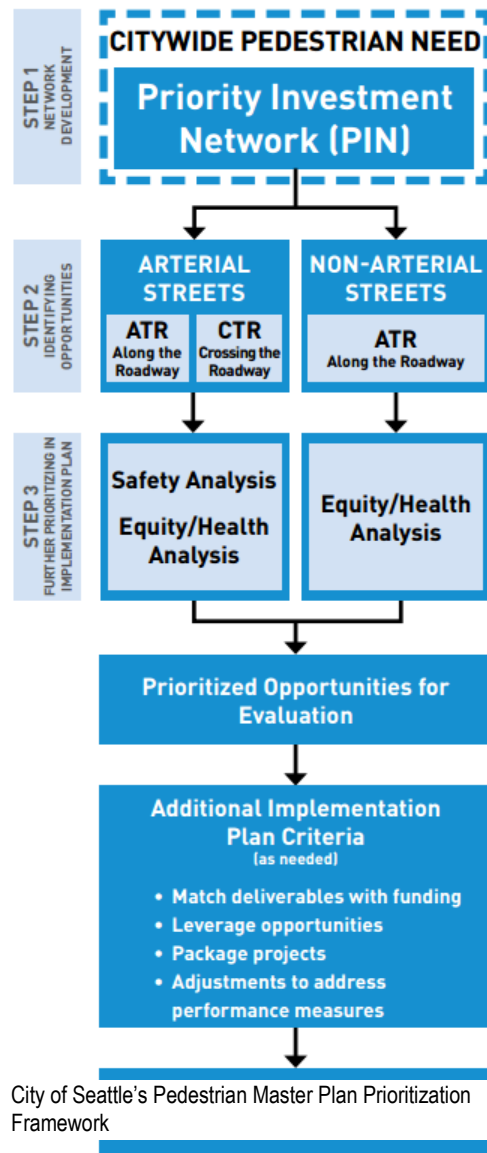 STEP 1
NETWORK
DEVELOPMENT
CITYWIDE PEDESTRIAN NEED
Priority Investment
Network (PIN)
STEP 2
IDENTIFYING
OPPORTUNITIES
ARTERIAL
STREETS
ATR
Along the
Roadway
CTR
Crossing the
Roadway
NON-ARTERIAL
STREETS
ATR
Along the Roadway
STEP 3
FURTHER PRIORITIZING IN
IMPLEMENTATION PLAN
Safety Analysis
Equity/Health
Analysis
Equity/Health
Analysis
Prioritized Opportunities for
Evaluation
Additional Implementation
Plan Criteria
(as needed)
• Match deliverables with funding
• Leverage opportunities
• Package projects
• Adjustments to address
performance measures
City of Seattle’s Pedestrian Master Plan Prioritization
Framework